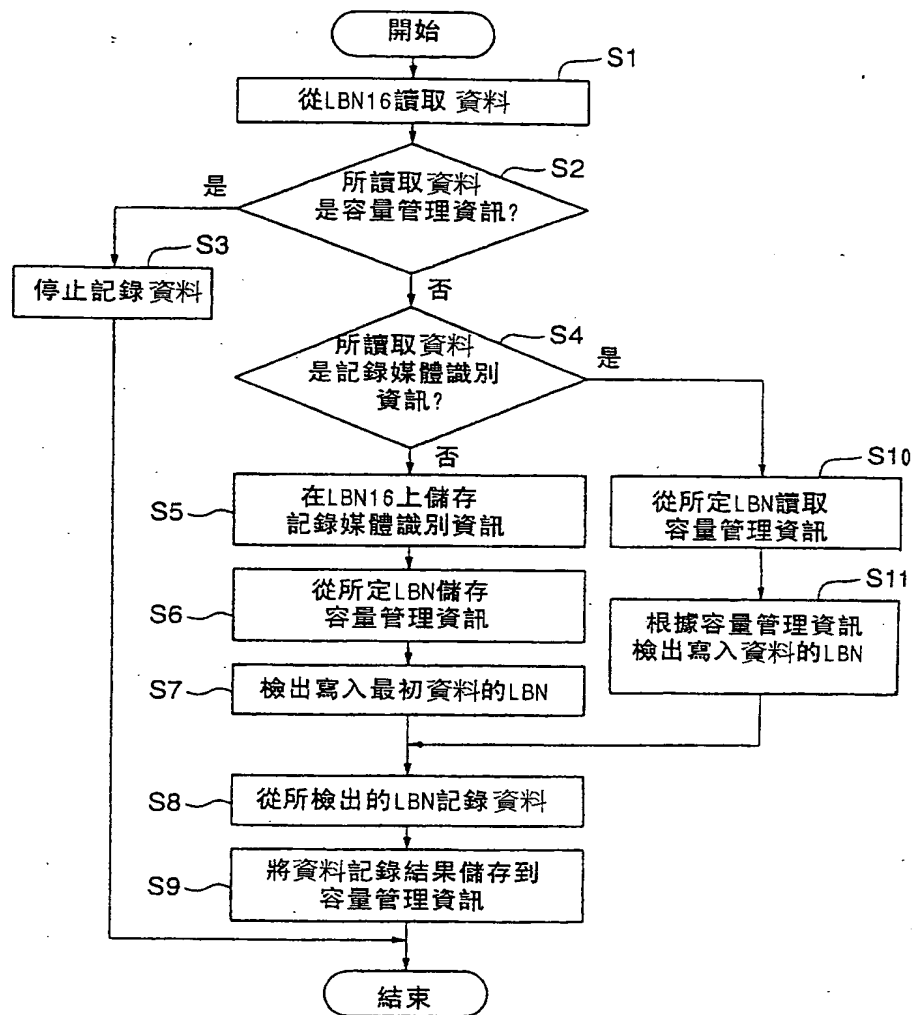 開始
S1
從LBN16讀取 資料
S2
所讀取資料
是容量管理資訊?
是
S3
停止記錄資料
否
S4
所讀取資料
是記錄媒體識別
資訊?
是
否
S5
在LBN16上儲存
記錄媒體識別資訊
S10
從所定LBN讀取
容量管理資訊
S6
從所定LBN儲存
容量管理資訊
S11
根據容量管理資訊
檢出寫入資料的LBN
S7
檢出寫入最初資料的LBN
S8
從所檢出的LBN記錄資料
S9
將資料記錄結果儲存到
容量管理資訊
結束